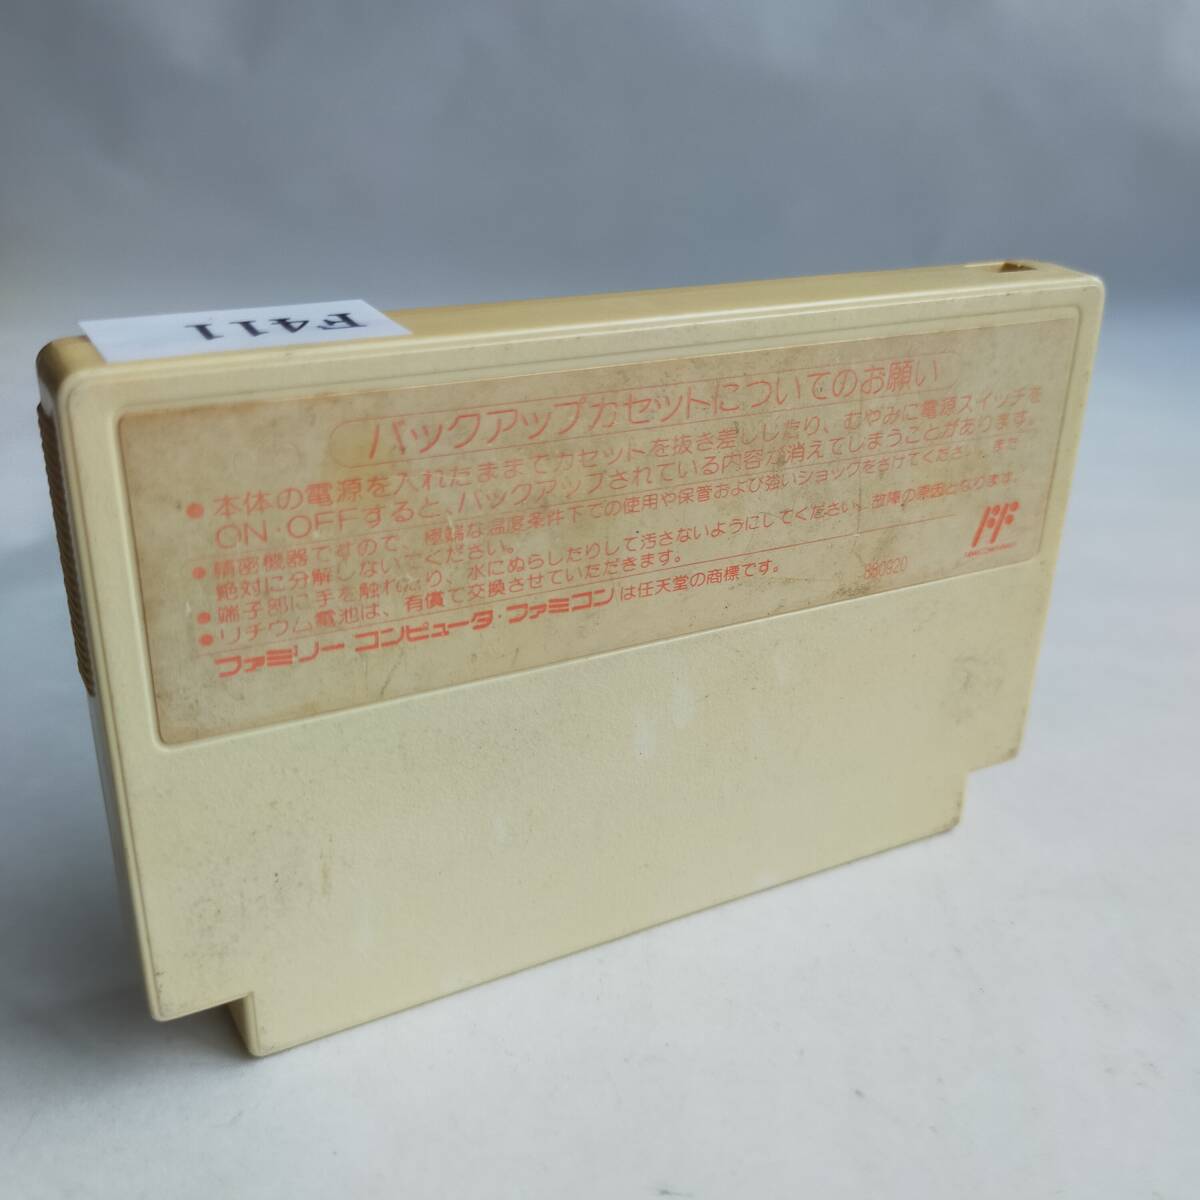 F411
バックアップカセットについてのお願い
●本体の電源を入れたままでカセットを抜き差ししたり、むやみに電源スイッチを
ON・OFFすると、バックアップされている内容が消えてしまうことがあります。
●精密機器ですので、極端な温度条件下での使用や保管および強いショックをさけてください。また
絶対に分解しないでください。
●端子部に手を触れたり、水にぬらしたりして汚さないようにしてください。故障の原因となります。
●リチウム電池は、有償で交換させていただきます。
ファミリーコンピュータ・ファミコンは任天堂の商標です。
880920